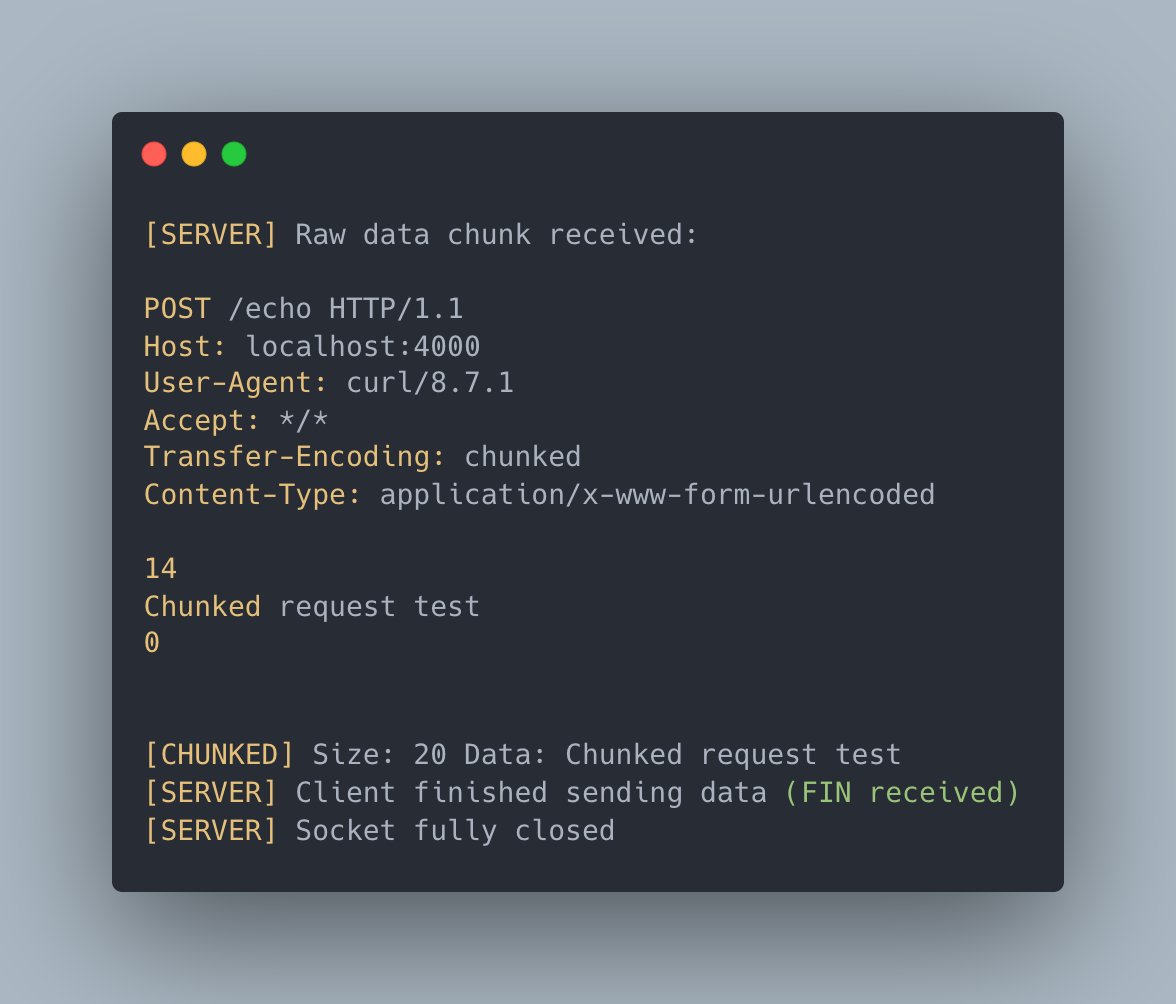 [SERVER] Raw data chunk received:
POST /echo HTTP/1.1
Host: localhost:4000
User-Agent: curl/8.7.1
Accept: */*
Transfer-Encoding: chunked
Content-Type: application/x-www-form-urlencoded
14
Chunked request test
0
[CHUNKED] Size: 20 Data: Chunked request test
[SERVER] Client finished sending data (FIN received)
[SERVER] Socket fully closed